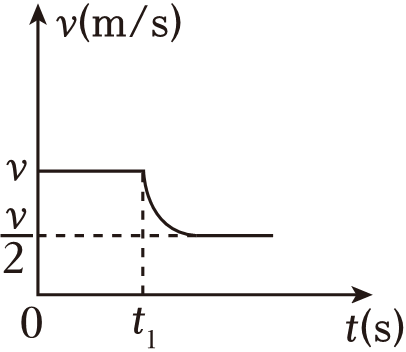 v(m/s)
v
v/2
0
t₁
t(s)